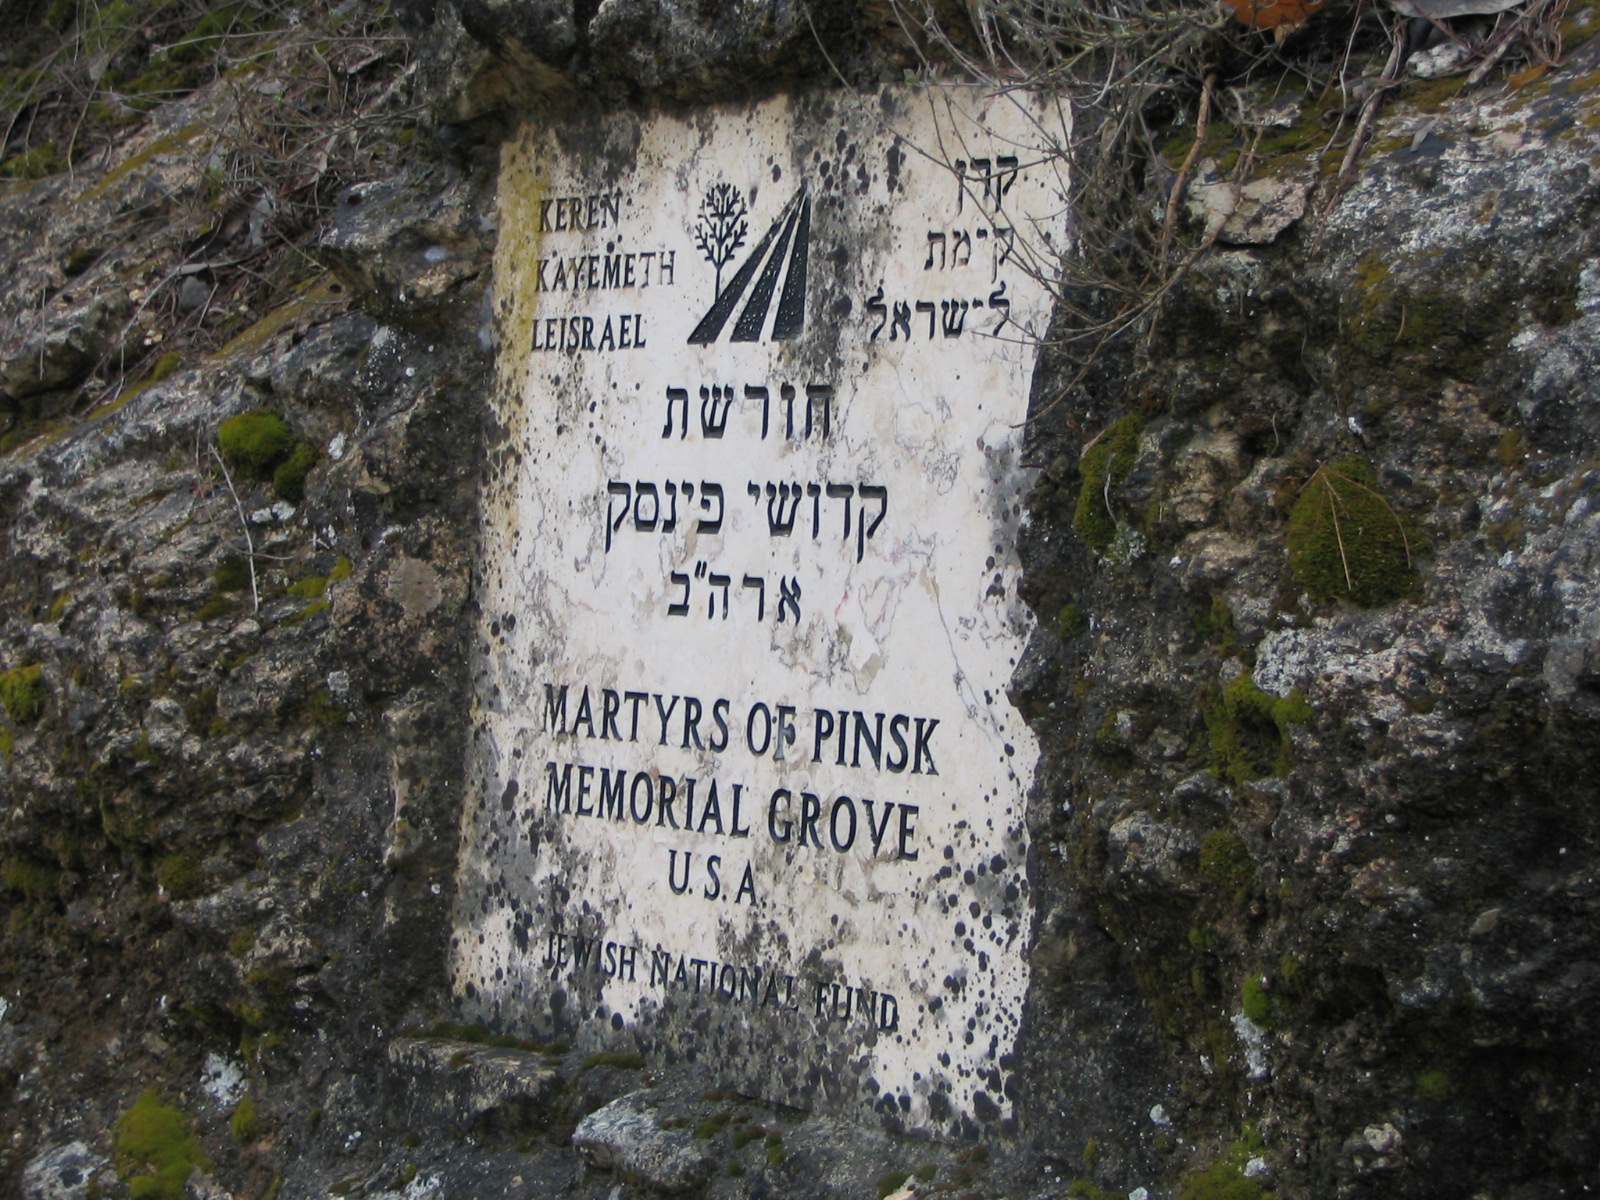 KEREN
KAYEMETH
LEISRAEL
קרן
קימת
לישראל
חורשת
קדושי פינסק
ארה"ב
MARTYRS OF PINSK
MEMORIAL GROVE
U.S.A
JEWISH NATIONAL FUND